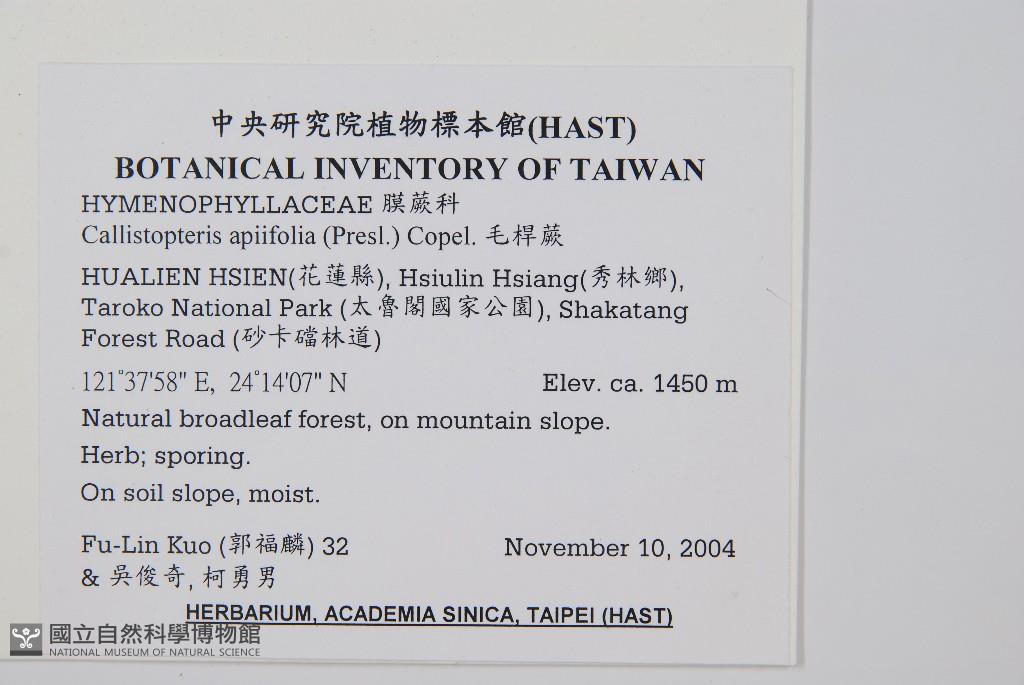 中央研究院植物標本館(HAST)
BOTANICAL INVENTORY OF TAIWAN
HYMENOPHYLLACEAE 膜蕨科
Callistopteris apiifolia (Presl.) Copel. 毛桿蕨
HUALIEN HSIEN(花蓮縣), Hsiulin Hsiang(秀林鄉),
Taroko National Park (太魯閣國家公園), Shakatang
Forest Road (砂卡礑林道)
121°37'58" E, 24°14'07" N Elev. ca. 1450 m
Natural broadleaf forest, on mountain slope.
Herb; sporing.
On soil slope, moist.
Fu-Lin Kuo (郭福麟) 32 November 10, 2004
& 吳俊奇, 柯勇男
HERBARIUM, ACADEMIA SINICA, TAIPEI (HAST)
國立自然科學博物館
NATIONAL MUSEUM OF NATURAL SCIENCE